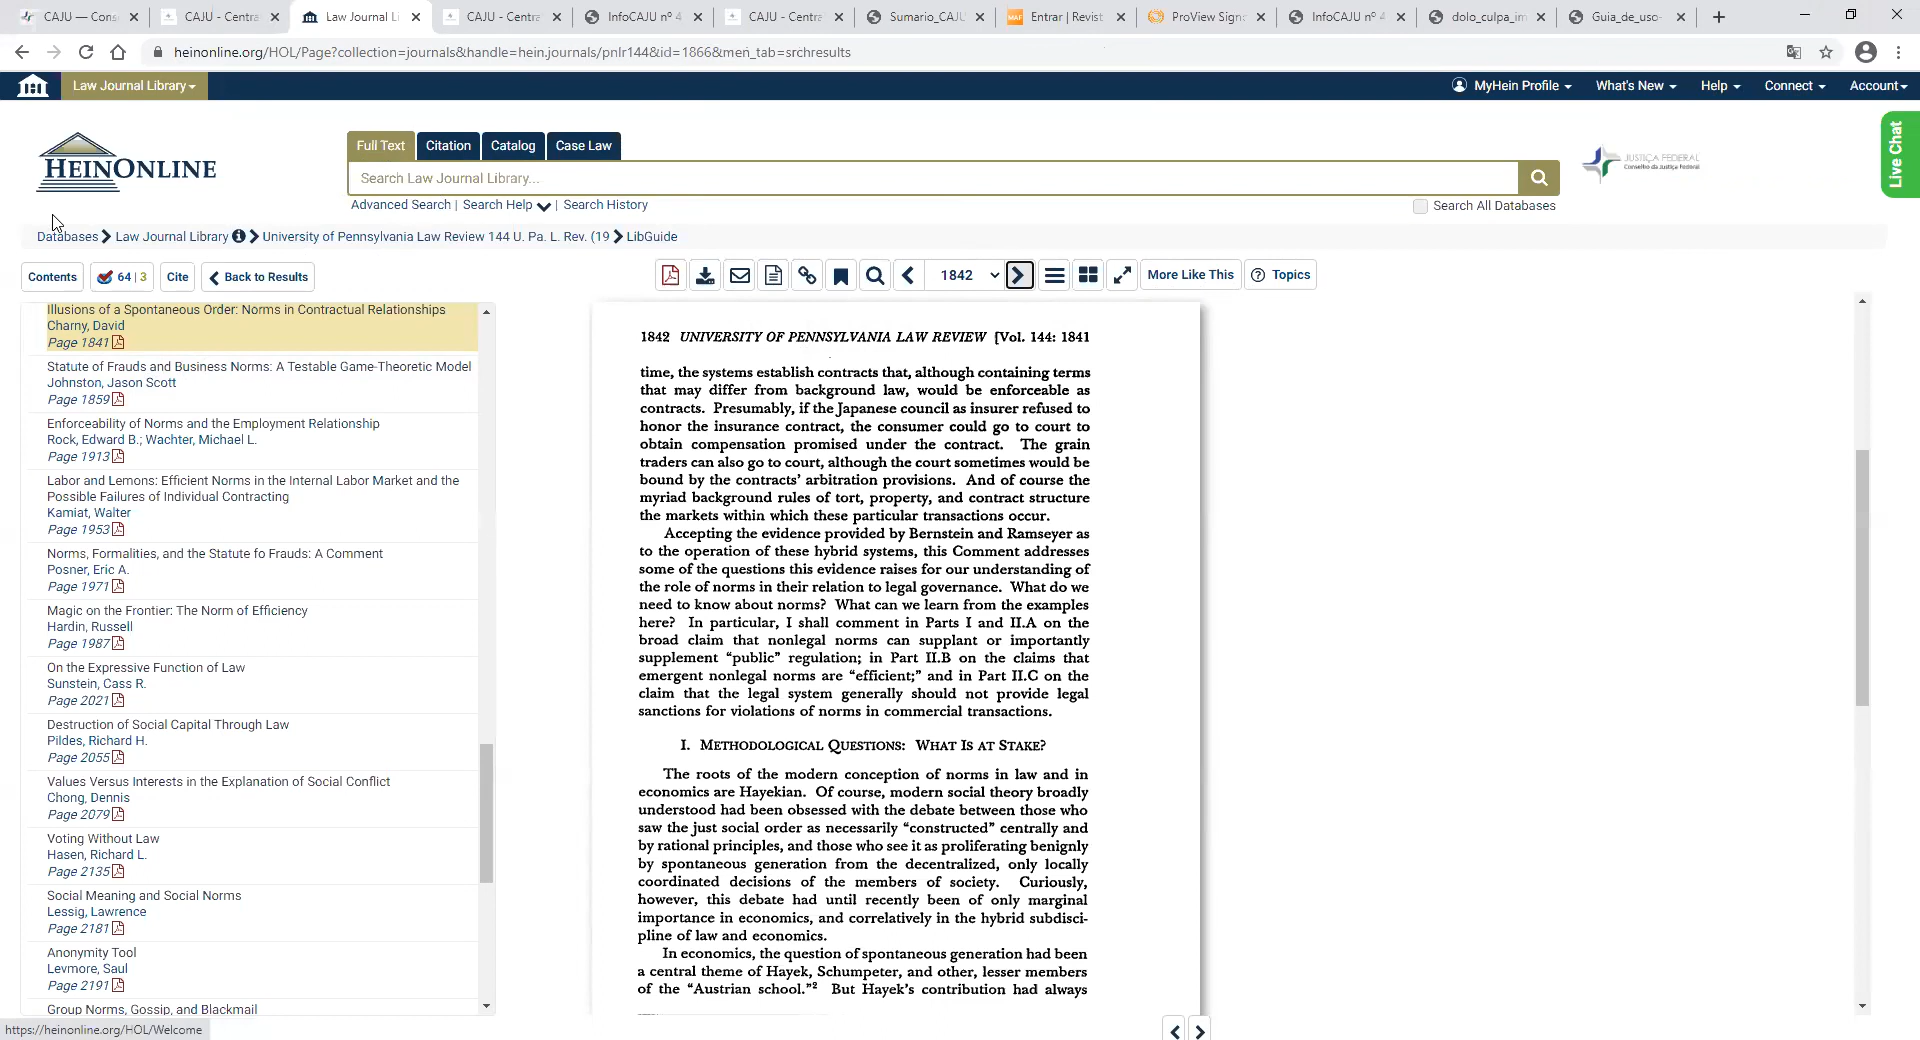 CAJU — Cons
CAJU - Centra
Law Journal Li
CAJU - Centra
InfoCAJU nº 4
CAJU - Centra
Sumario_CAJU
Entrar | Revist
ProView Sign
InfoCAJU nº 4
dolo_culpa_im
Guia_de_uso-
heinonline.org/HOL/Page?collection=journals&handle=hein.journals/pnlr144&id=1866&men_tab=srchresults
Law Journal Library
MyHein Profile
What's New
Help
Connect
Account
HEINONLINE
Full Text
Citation
Catalog
Case Law
Search Law Journal Library...
Advanced Search | Search Help | Search History
Search All Databases
JUSTIÇA FEDERAL
Conselho da Justiça Federal
Live Chat
Databases > Law Journal Library > University of Pennsylvania Law Review 144 U. Pa. L. Rev. (19 > LibGuide
Contents
64 | 3
Cite
Back to Results
1842
More Like This
Topics
Illusions of a Spontaneous Order: Norms in Contractual Relationships
Charny, David
Page 1841
Statute of Frauds and Business Norms: A Testable Game-Theoretic Model
Johnston, Jason Scott
Page 1859
Enforceability of Norms and the Employment Relationship
Rock, Edward B.; Wachter, Michael L.
Page 1913
Labor and Lemons: Efficient Norms in the Internal Labor Market and the
Possible Failures of Individual Contracting
Kamiat, Walter
Page 1953
Norms, Formalities, and the Statute fo Frauds: A Comment
Posner, Eric A.
Page 1971
Magic on the Frontier: The Norm of Efficiency
Hardin, Russell
Page 1987
On the Expressive Function of Law
Sunstein, Cass R.
Page 2021
Destruction of Social Capital Through Law
Pildes, Richard H.
Page 2055
Values Versus Interests in the Explanation of Social Conflict
Chong, Dennis
Page 2079
Voting Without Law
Hasen, Richard L.
Page 2135
Social Meaning and Social Norms
Lessig, Lawrence
Page 2181
Anonymity Tool
Levmore, Saul
Page 2191
Group Norms, Gossip, and Blackmail
1842 UNIVERSITY OF PENNSYLVANIA LAW REVIEW [Vol. 144: 1841
time, the systems establish contracts that, although containing terms
that may differ from background law, would be enforceable as
contracts. Presumably, if the Japanese council as insurer refused to
honor the insurance contract, the consumer could go to court to
obtain compensation promised under the contract. The grain
traders can also go to court, although the court sometimes would be
bound by the contracts' arbitration provisions. And of course the
myriad background rules of tort, property, and contract structure
the markets within which these particular transactions occur.
Accepting the evidence provided by Bernstein and Ramseyer as
to the operation of these hybrid systems, this Comment addresses
some of the questions this evidence raises for our understanding of
the role of norms in their relation to legal governance. What do we
need to know about norms? What can we learn from the examples
here? In particular, I shall comment in Parts I and II.A on the
broad claim that nonlegal norms can supplant or importantly
supplement "public" regulation; in Part II.B on the claims that
emergent nonlegal norms are "efficient;" and in Part II.C on the
claim that the legal system generally should not provide legal
sanctions for violations of norms in commercial transactions.
I. METHODOLOGICAL QUESTIONS: WHAT IS AT STAKE?
The roots of the modern conception of norms in law and in
economics are Hayekian. Of course, modern social theory broadly
understood had been obsessed with the debate between those who
saw the just social order as necessarily "constructed" centrally and
by rational principles, and those who see it as proliferating benignly
by spontaneous generation from the decentralized, only locally
coordinated decisions of the members of society. Curiously,
however, this debate had until recently been of only marginal
importance in economics, and correlatively in the hybrid subdisci-
pline of law and economics.
In economics, the question of spontaneous generation had been
a central theme of Hayek, Schumpeter, and other, lesser members
of the "Austrian school."2 But Hayek's contribution had always
https://heinonline.org/HOL/Welcome